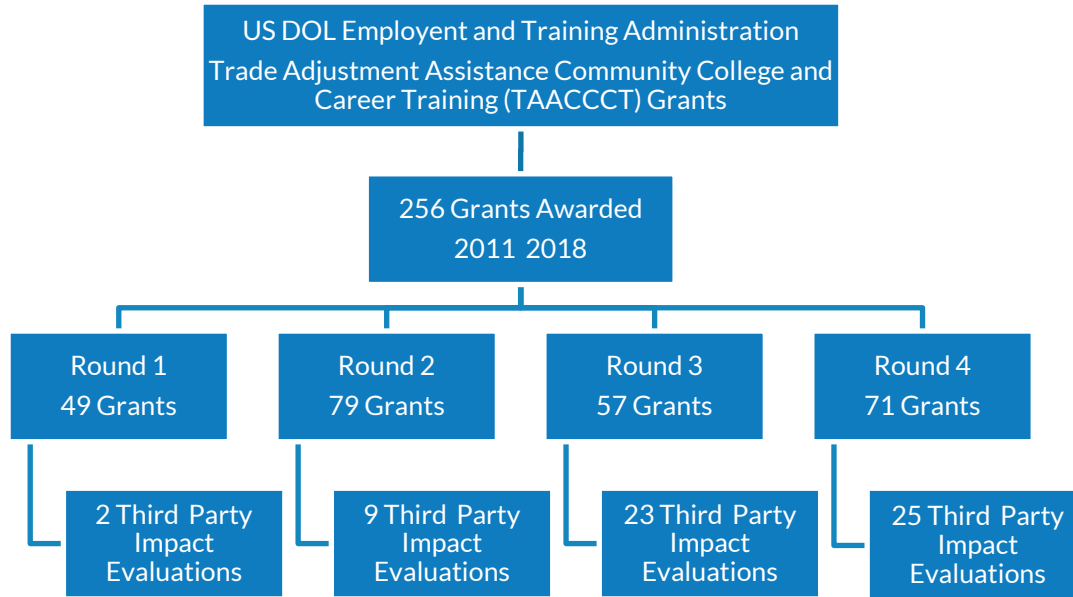 US DOL Employent and Training Administration
Trade Adjustment Assistance Community College and
Career Training (TAACCCT) Grants
256 Grants Awarded
2011 2018
Round 1
49 Grants
Round 2
79 Grants
Round 3
57 Grants
Round 4
71 Grants
2 Third Party
Impact
Evaluations
9 Third Party
Impact
Evaluations
23 Third Party
Impact
Evaluations
25 Third Party
Impact
Evaluations